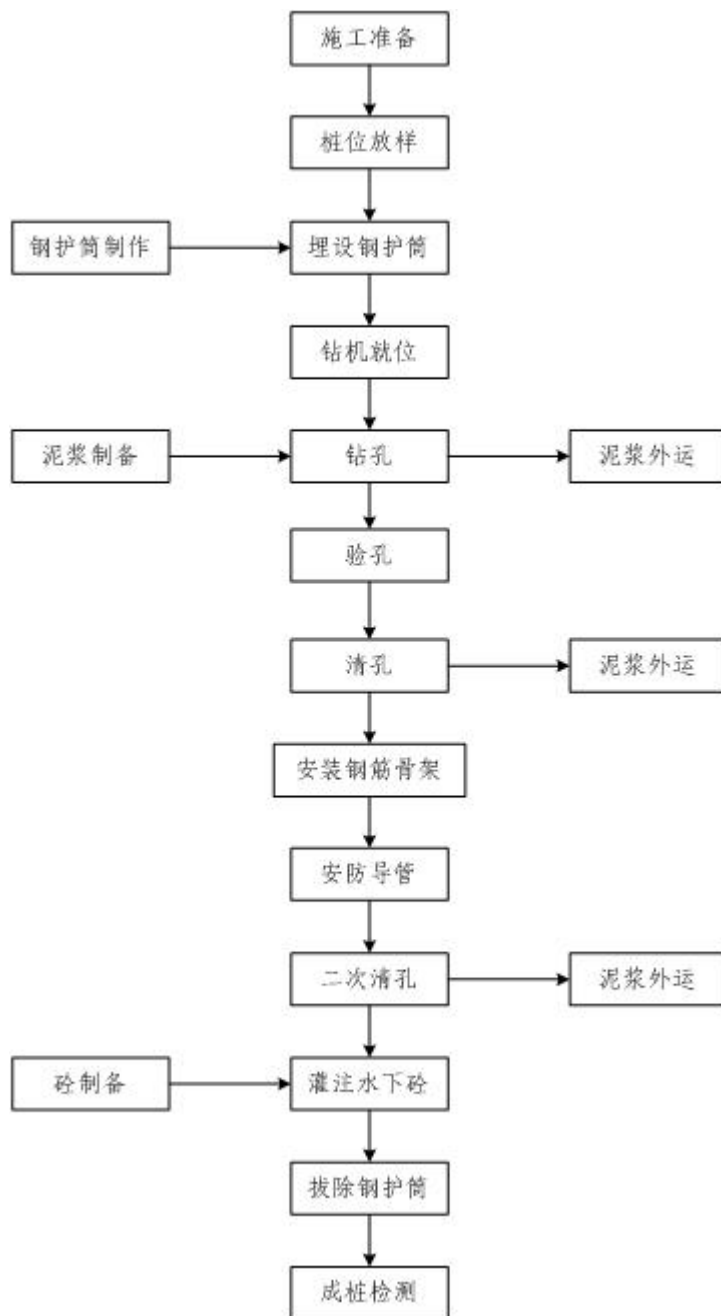 施工准备
桩位放样
钢护筒制作
埋设钢护筒
钻机就位
泥浆制备
钻孔
泥浆外运
验孔
清孔
泥浆外运
安装钢筋骨架
安防导管
二次清孔
泥浆外运
砼制备
灌注水下砼
拔除钢护筒
成桩检测